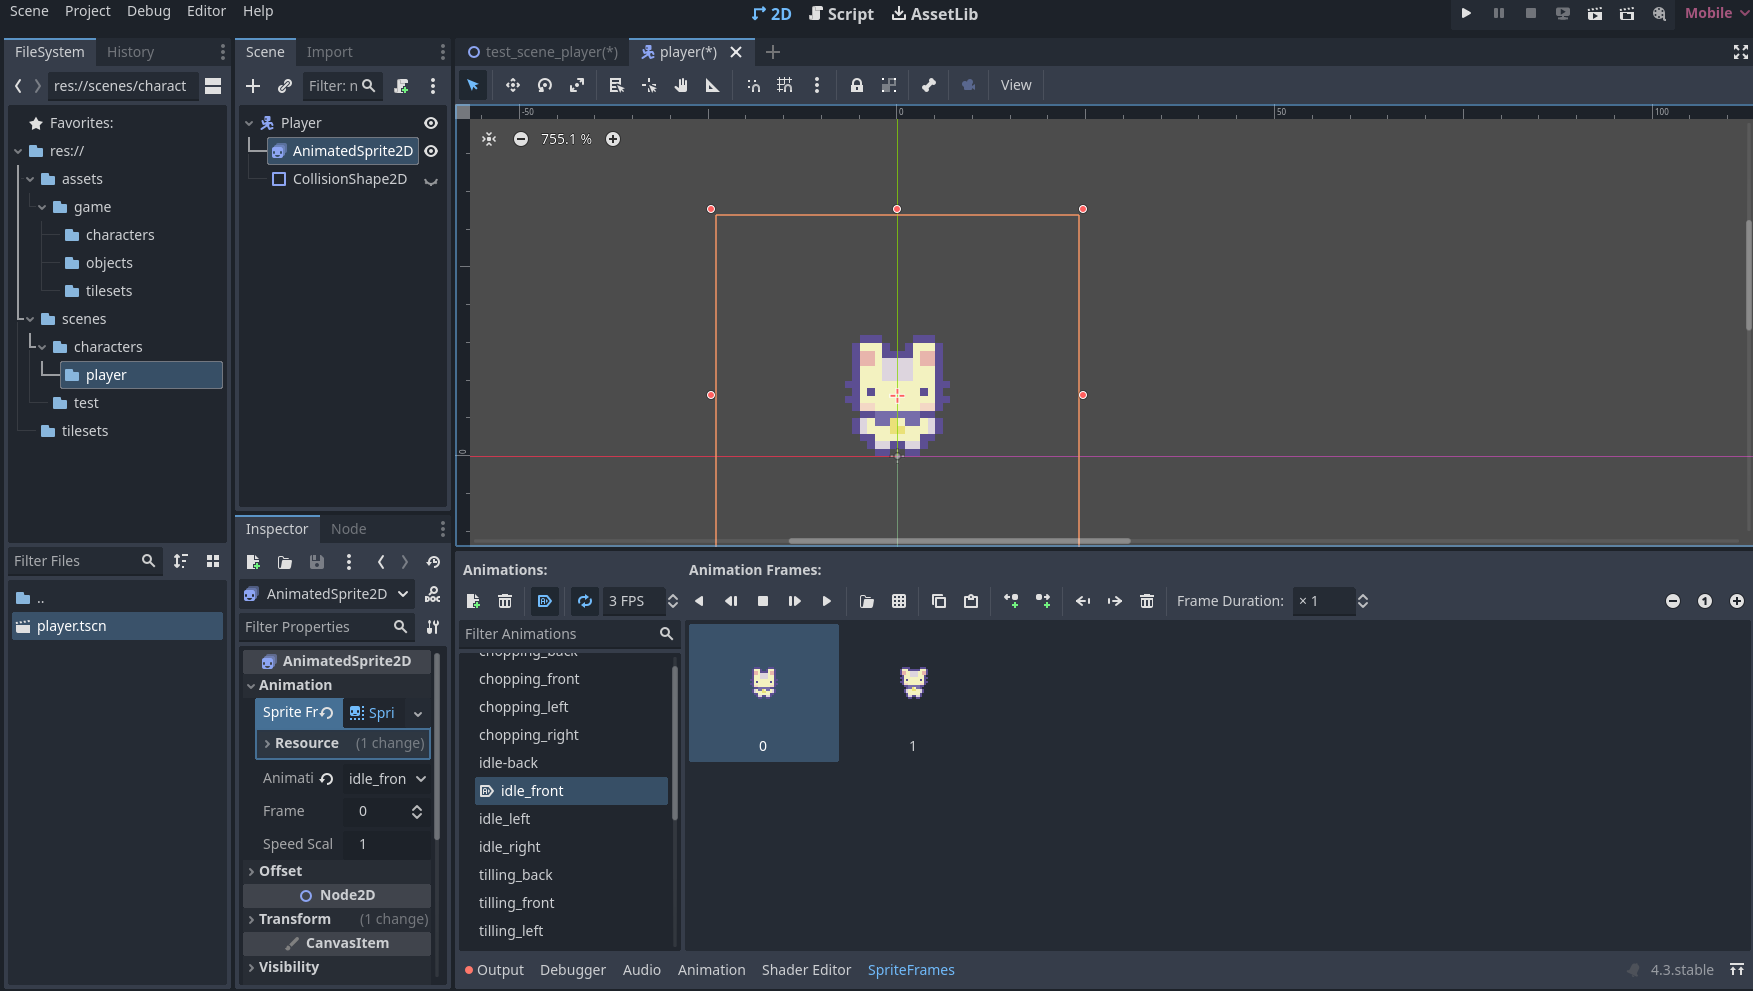 Scene Project Debug Editor Help
2D Script AssetLib
Mobile
FileSystem History
res://scenes/charact
Favorites:
res://
assets
game
characters
objects
tilesets
scenes
characters
player
test
tilesets
Filter Files
..
player.tscn
Scene Import
Filter: n
Player
AnimatedSprite2D
CollisionShape2D
Inspector Node
AnimatedSprite2D
Filter Properties
AnimatedSprite2D
Animation
Sprite Fr Spri
Resource (1 change)
Animati idle_fron
Frame 0
Speed Scal 1
Offset
Node2D
Transform (1 change)
CanvasItem
Visibility
test_scene_player(*) player(*)
View
-50 0 50 100
755.1 %
0
Animations: Animation Frames:
3 FPS
Frame Duration: × 1
1
Filter Animations
chopping_back
chopping_front
chopping_left
chopping_right
idle-back
idle_front
idle_left
idle_right
tilling_back
tilling_front
tilling_left
0 1
Output Debugger Audio Animation Shader Editor SpriteFrames
4.3.stable